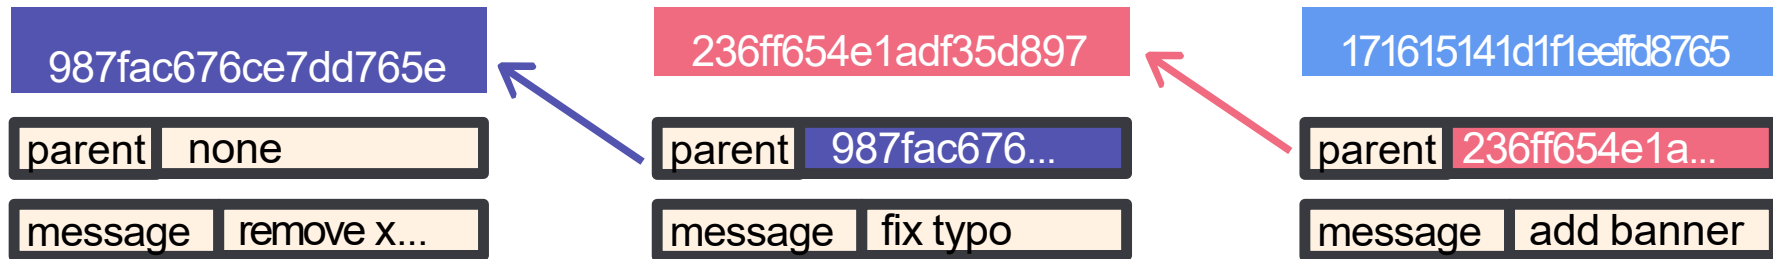 987fac676ce7dd765e
236ff654e1adf35d897
171615141d1f1eeffd8765
parent none
parent 987fac676...
parent 236ff654e1a...
message remove x...
message fix typo
message add banner